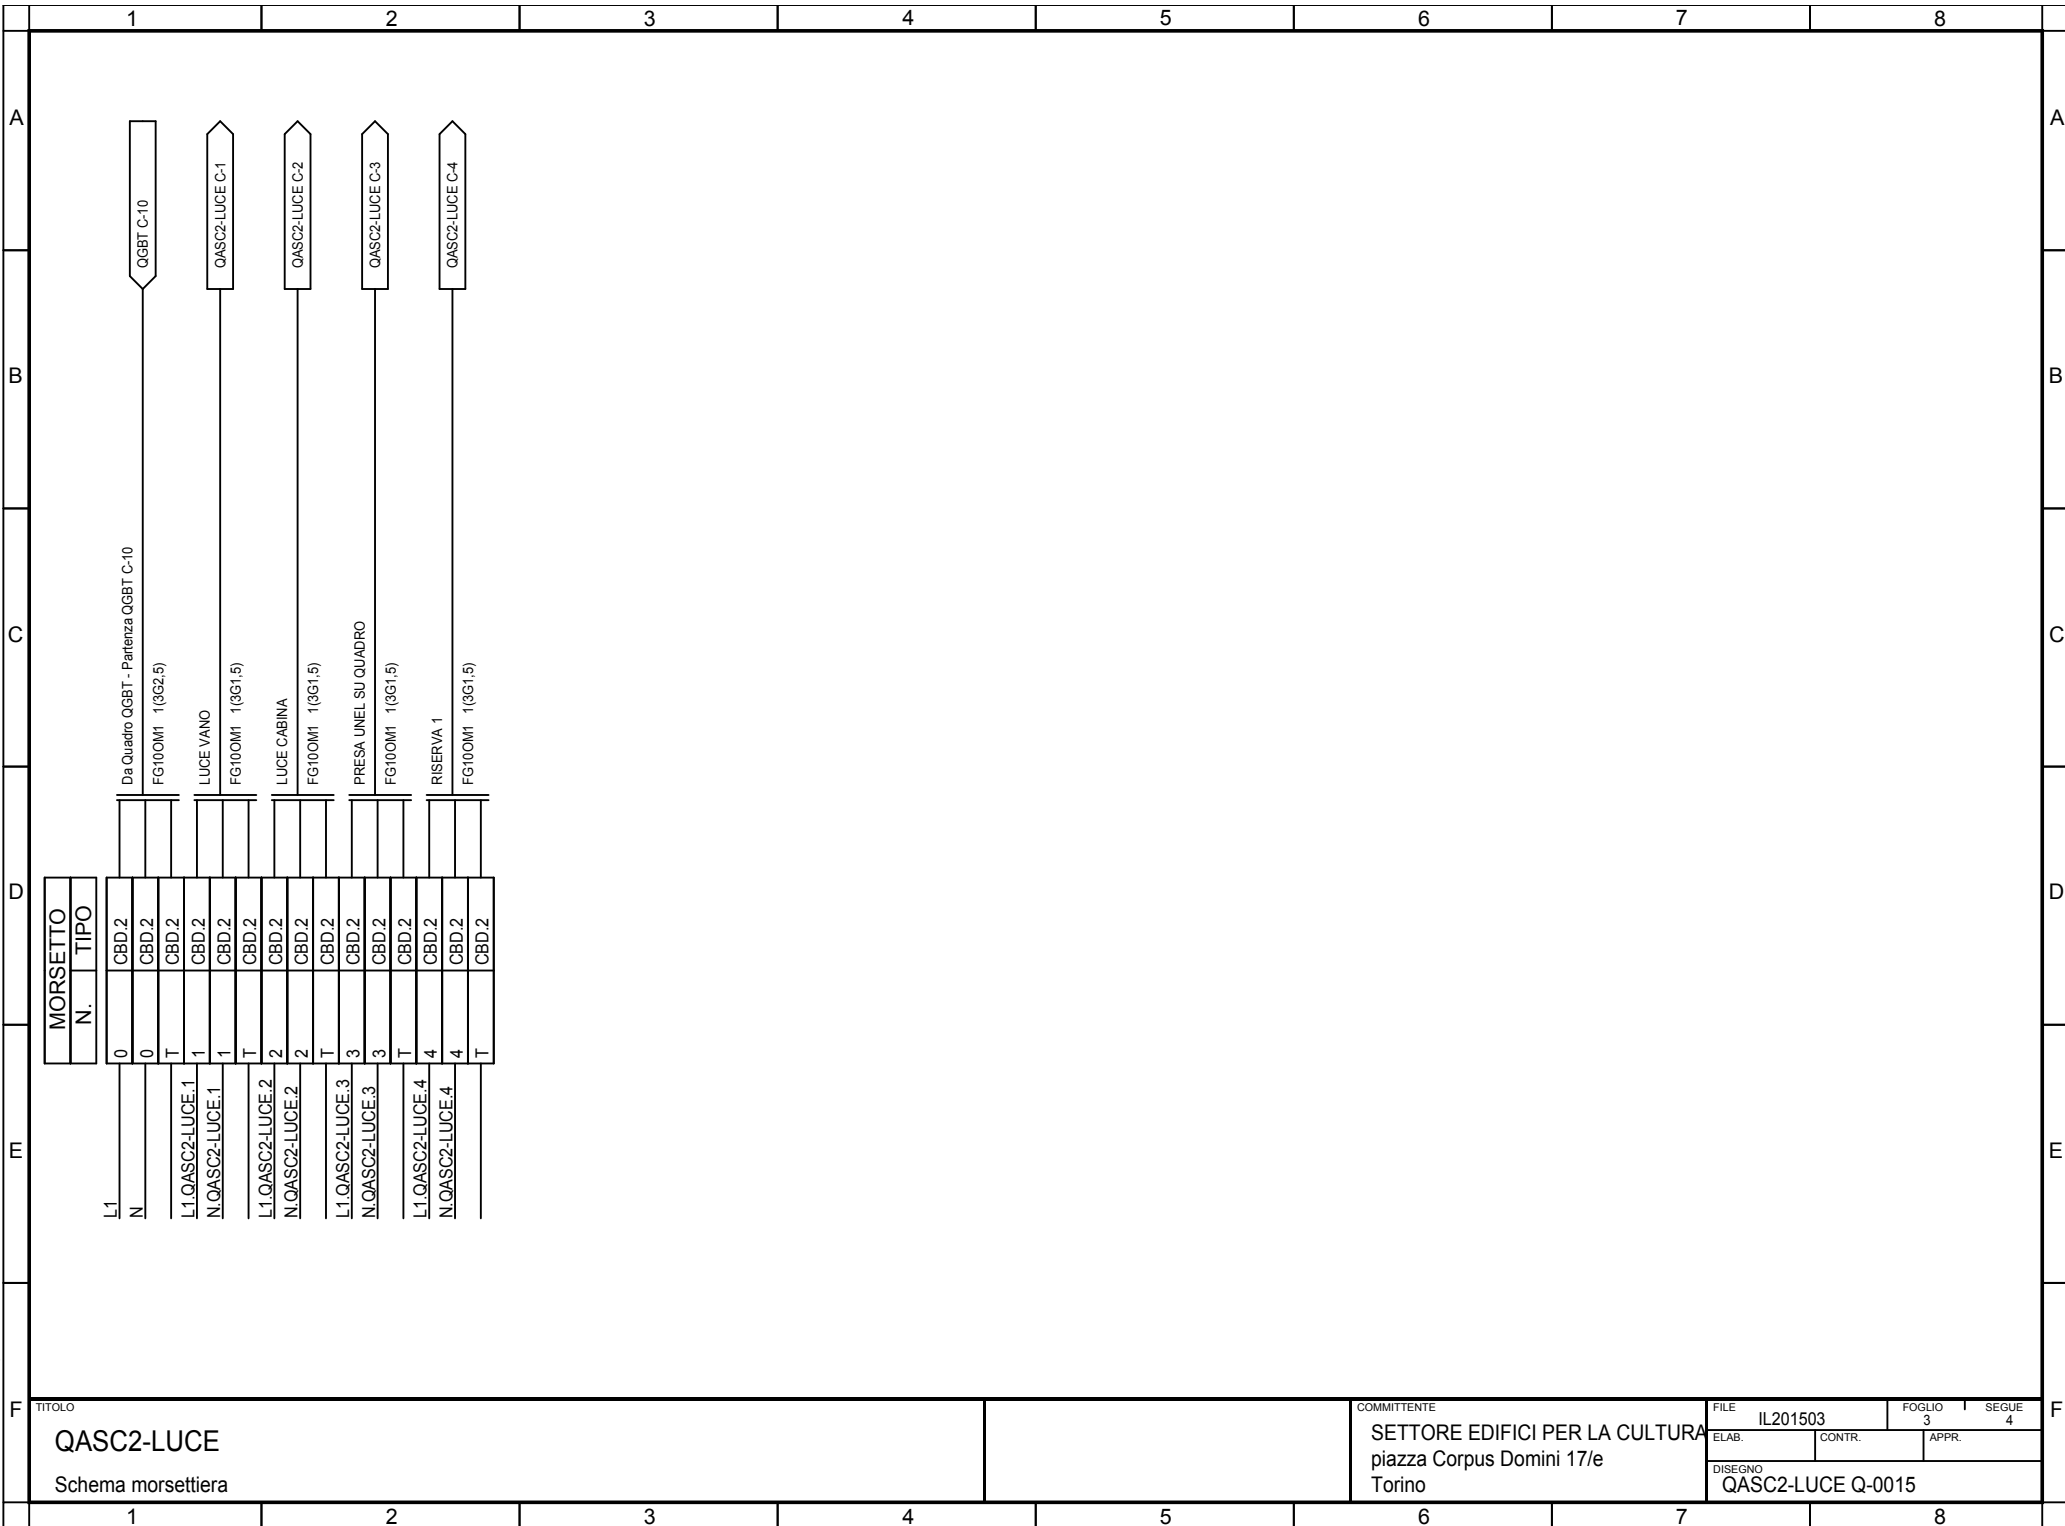 1 2 3 4 5 6 7 8
A A
B B
C C
D D
E E
F F
QGBT C-10
QASC2-LUCE C-1
QASC2-LUCE C-2
QASC2-LUCE C-3
QASC2-LUCE C-4
Da Quadro QGBT - Partenza QGBT C-10
FG10OM1 1(3G2,5)
LUCE VANO
FG10OM1 1(3G1,5)
LUCE CABINA
FG10OM1 1(3G1,5)
PRESA UNEL SU QUADRO
FG10OM1 1(3G1,5)
RISERVA 1
FG10OM1 1(3G1,5)
MORSETTO
N. TIPO
0 CBD.2
0 CBD.2
T CBD.2
1 CBD.2
1 CBD.2
T CBD.2
2 CBD.2
2 CBD.2
T CBD.2
3 CBD.2
3 CBD.2
T CBD.2
4 CBD.2
4 CBD.2
T CBD.2
L1
N
L1.QASC2-LUCE.1
N.QASC2-LUCE.1
L1.QASC2-LUCE.2
N.QASC2-LUCE.2
L1.QASC2-LUCE.3
N.QASC2-LUCE.3
L1.QASC2-LUCE.4
N.QASC2-LUCE.4
TITOLO
QASC2-LUCE
Schema morsettiera
COMMITTENTE
SETTORE EDIFICI PER LA CULTURA
piazza Corpus Domini 17/e
Torino
FILE
IL201503
FOGLIO
3
SEGUE
4
ELAB. CONTR. APPR.
DISEGNO
QASC2-LUCE Q-0015
1 2 3 4 5 6 7 8